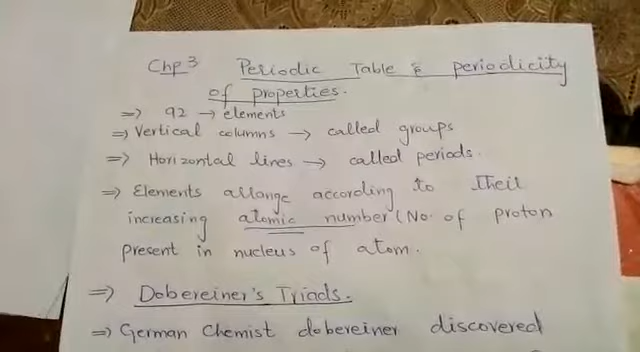 Chp 3 Periodic Table & periodicity
of properties.
=> 92 → elements
=> Vertical columns → called groups
=> Horizontal lines → called periods.
=> Elements arrange according to their
increasing atomic number (No. of proton
present in nucleus of atom.
=> Dobereiner's Triads.
=> German Chemist dobereiner discovered